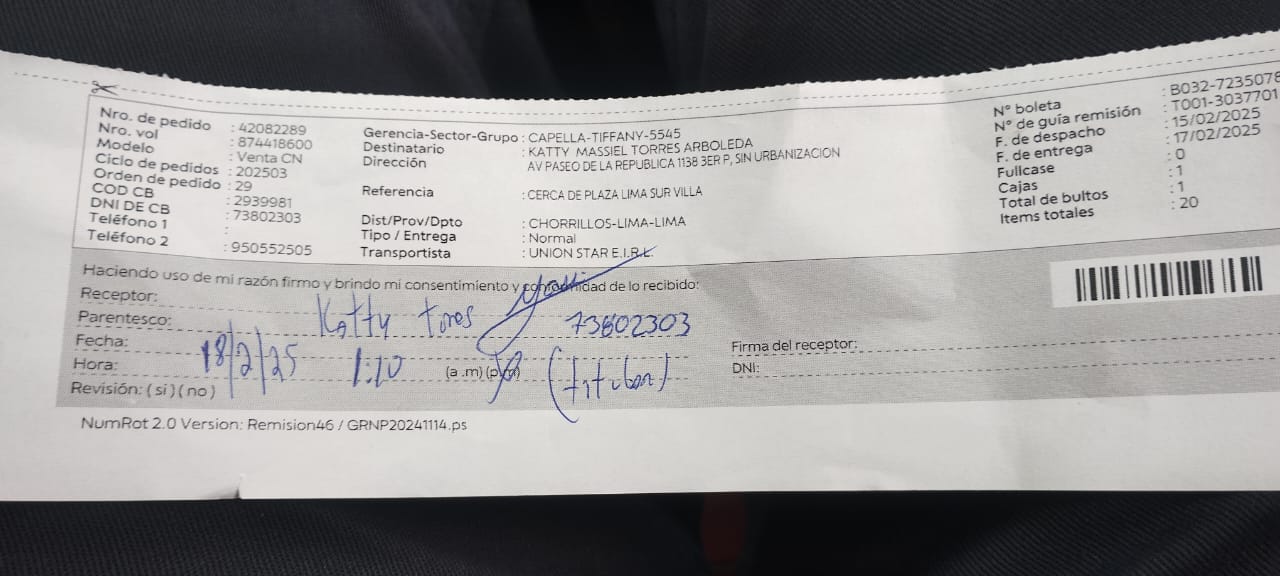 Nro. de pedido : 42082289
Nro. vol : 874418600
Modelo : Venta CN
Ciclo de pedidos : 202503
Orden de pedido : 29
COD CB : 2939981
DNI DE CB : 73802303
Teléfono 1 :
Teléfono 2 : 950552505
Gerencia-Sector-Grupo : CAPELLA-TIFFANY-5545
Destinatario : KATTY MASSIEL TORRES ARBOLEDA
Dirección : AV PASEO DE LA REPUBLICA 1138 3ER P, SIN URBANIZACION
Referencia : CERCA DE PLAZA LIMA SUR VILLA
Dist/Prov/Dpto : CHORRILLOS-LIMA-LIMA
Tipo / Entrega : Normal
Transportista : UNION STAR E.I.R.L.
N° boleta : B032-7235078
N° de guía remisión : T001-3037701
F. de despacho : 15/02/2025
F. de entrega : 17/02/2025
Fullcase : 0
Cajas : 1
Total de bultos : 1
Items totales : 20
Haciendo uso de mi razón firmo y brindo mi consentimiento y conformidad de lo recibido:
Receptor: Katty torres
Parentesco: 73802303
Fecha: 18/2/25
Hora: 1:10 (a .m) (p.m) (titular)
Revisión: ( si ) ( no )
Firma del receptor:
DNI:
NumRot 2.0 Version: Remision46 / GRNP20241114.ps